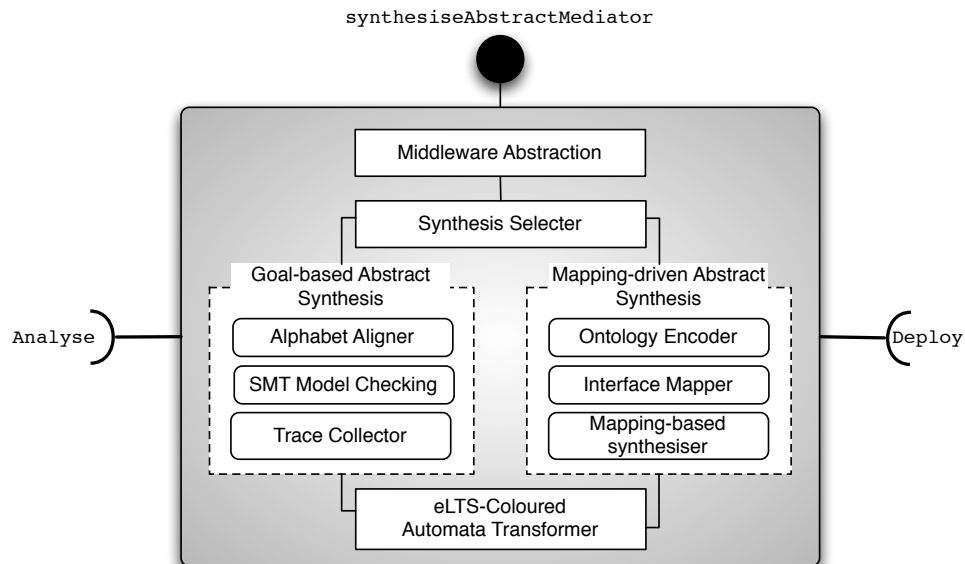 synthesiseAbstractMediator
Middleware Abstraction
Synthesis Selecter
Goal-based Abstract
Synthesis
Mapping-driven Abstract
Synthesis
Analyse
Alphabet Aligner
SMT Model Checking
Trace Collector
Ontology Encoder
Interface Mapper
Mapping-based
synthesiser
Deploy
eLTS-Coloured
Automata Transformer